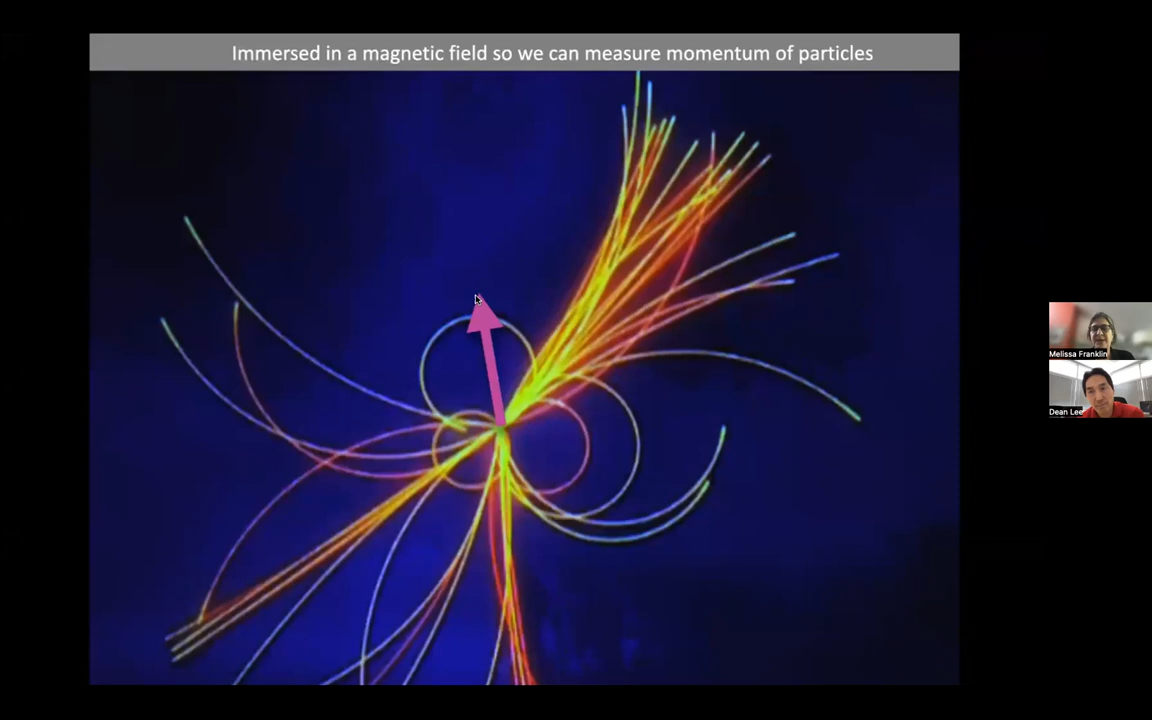 Immersed in a magnetic field so we can measure momentum of particles
Melissa Franklin
Dean Lee